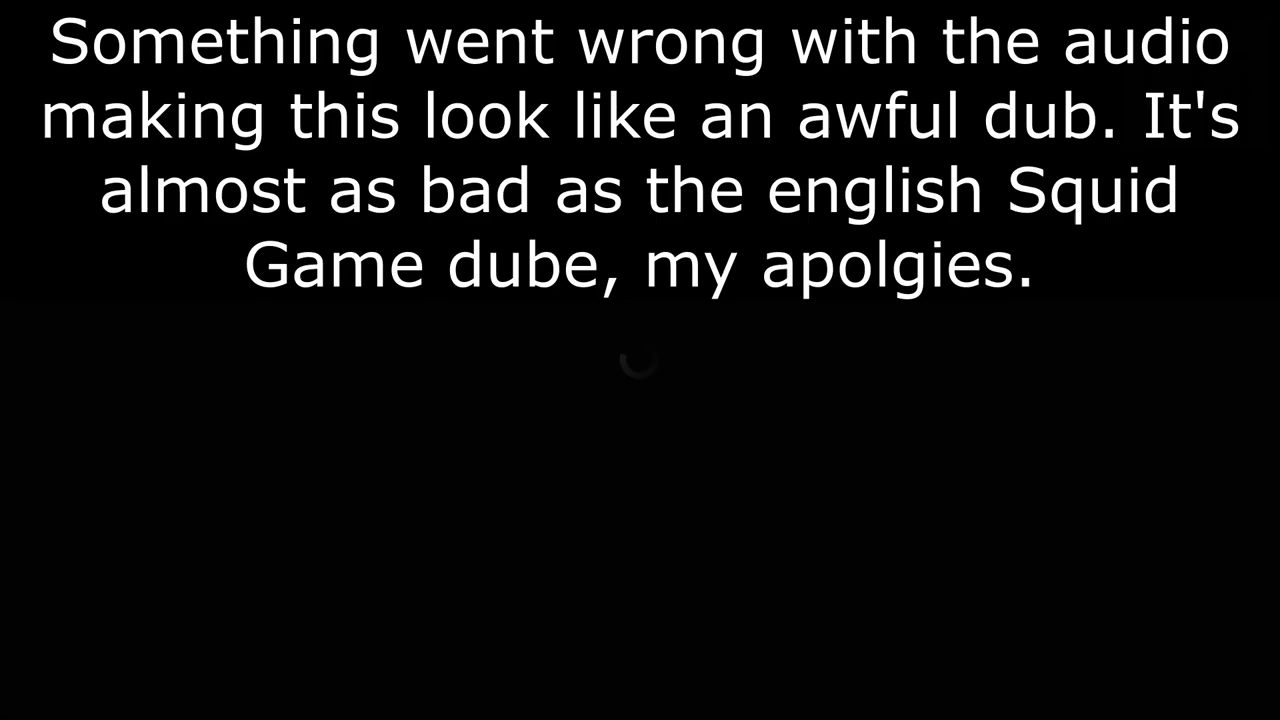 Something went wrong with the audio
making this look like an awful dub. It's
almost as bad as the english Squid
Game dube, my apolgies.